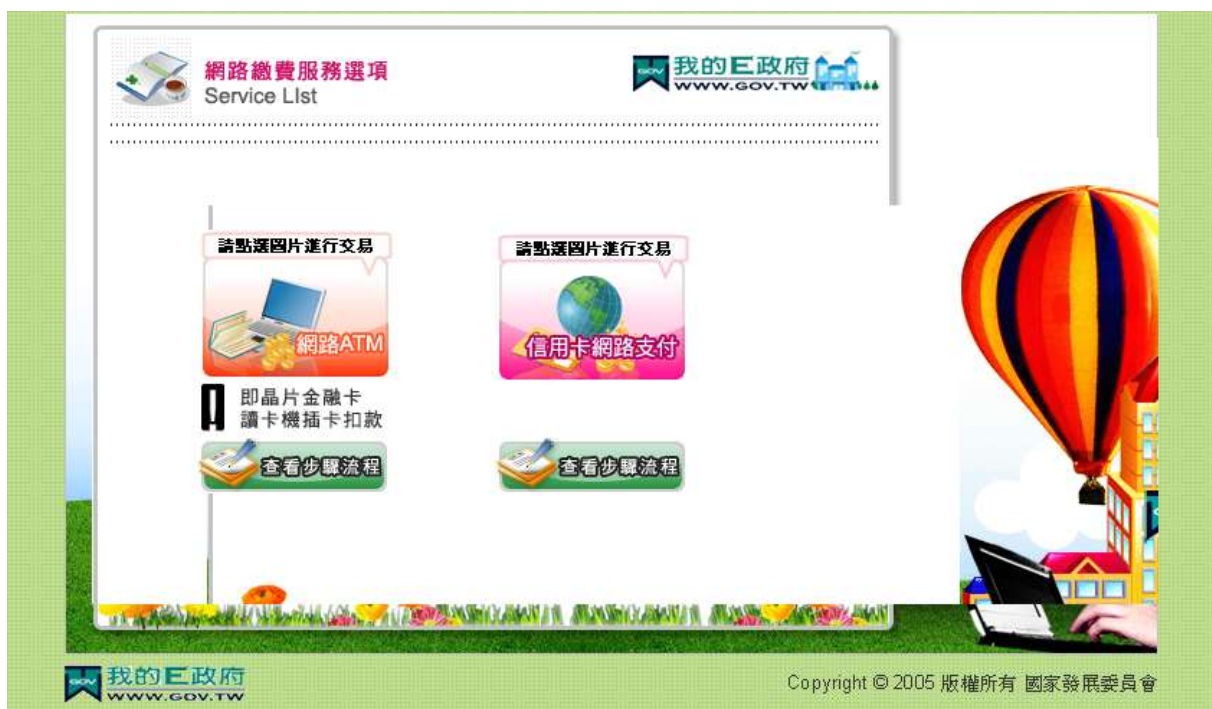 網路繳費服務選項
Service LIst
GOV 我的E政府
WWW.GOV.TW
請點選圖片進行交易
請點選圖片進行交易
網路ATM
信用卡網路支付
即晶片金融卡
讀卡機插卡扣款
查看步驟流程
查看步驟流程
GOV 我的E政府
WWW.GOV.TW
Copyright © 2005 版權所有 國家發展委員會